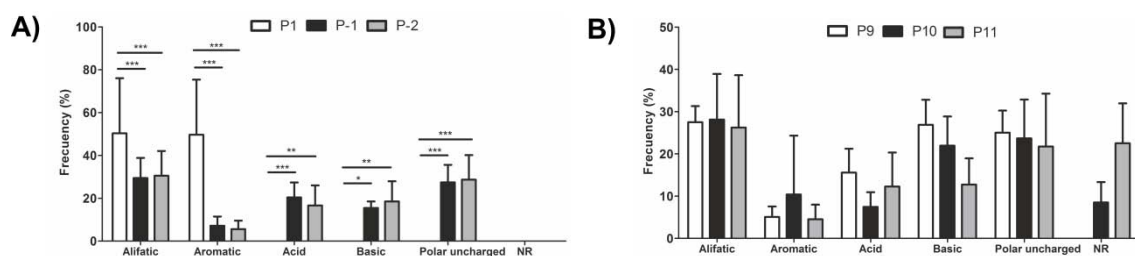 A)
P1 P-1 P-2
Frecuency (%)
100
80
60
40
20
0
***
***
***
***
**
***
**
*
***
***
Alifatic Aromatic Acid Basic Polar uncharged NR
B)
P9 P10 P11
Frecuency (%)
50
40
30
20
10
0
Alifatic Aromatic Acid Basic Polar uncharged NR